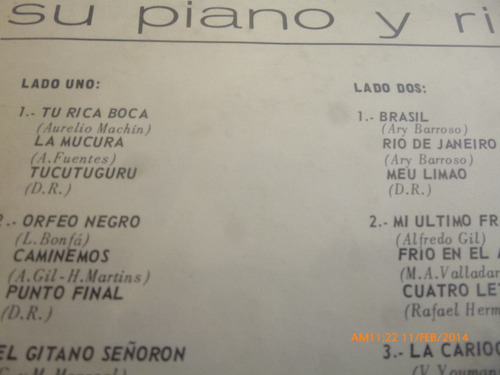 su piano y ri
LADO UNO:
1.- TU RICA BOCA
(Aurelio Machín)
LA MUCURA
(A. Fuentes)
TUCUTUGURU
(D.R.)
2.- ORFEO NEGRO
(L. Bonfá)
CAMINEMOS
(A. Gil-H. Martins)
PUNTO FINAL
(D.R.)
EL GITANO SEÑORON
LADO DOS:
1.- BRASIL
(Ary Barroso)
RIO DE JANEIRO
(Ary Barroso)
MEU LIMAO
(D.R.)
2.- MI ULTIMO FR
(Alfredo Gil)
FRIO EN EL A
(M.A. Valladar
CUATRO LET
(Rafael Herm
3.- LA CARIOC
(V. Youman
AM11:22 11/FEB/2014